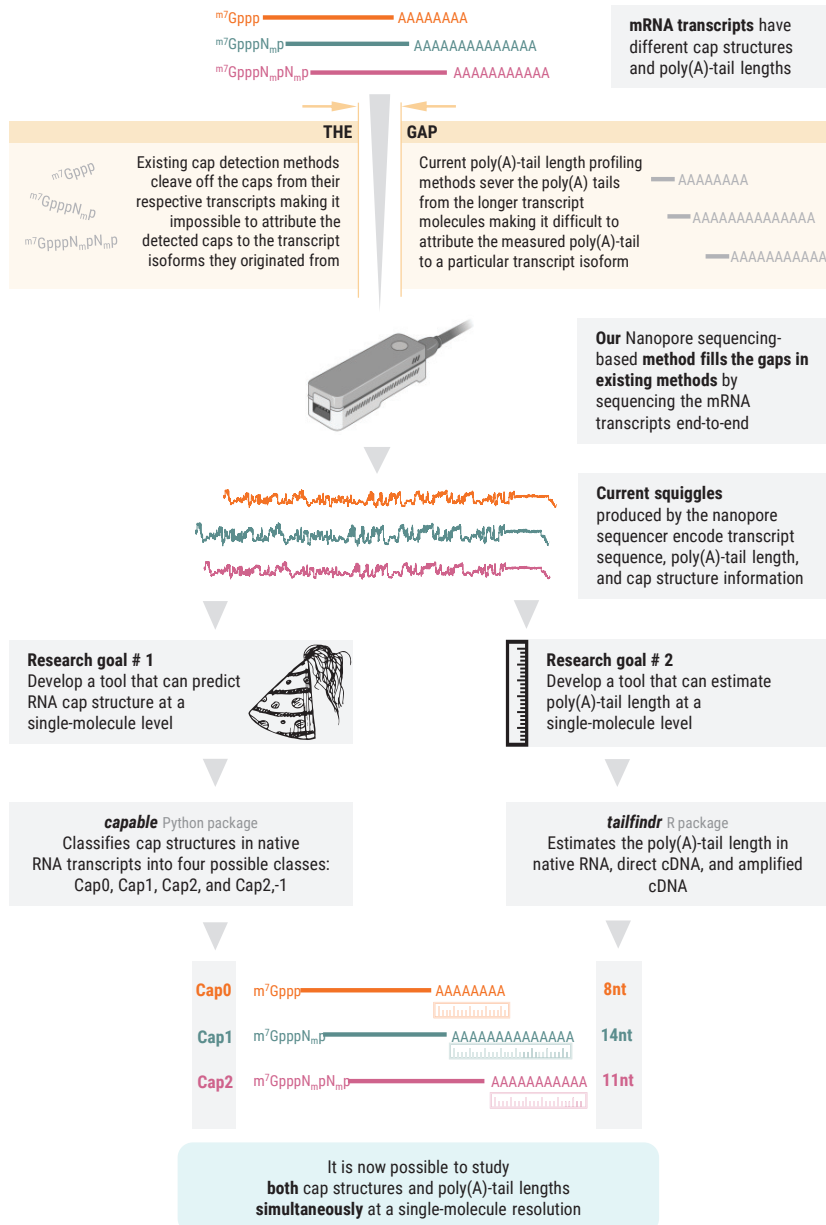 m7Gppp AAAAAAAA
m7GpppNmp AAAAAAAAAAAAAA
m7GpppNmpNmp AAAAAAAAAAA
mRNA transcripts have
different cap structures
and poly(A)-tail lengths
THE GAP
m7Gppp
m7GpppNmp
m7GpppNmpNmp
Existing cap detection methods
cleave off the caps from their
respective transcripts making it
impossible to attribute the
detected caps to the transcript
isoforms they originated from
Current poly(A)-tail length profiling
methods sever the poly(A) tails
from the longer transcript
molecules making it difficult to
attribute the measured poly(A)-tail
to a particular transcript isoform
AAAAAAAA
AAAAAAAAAAAAAA
AAAAAAAAAAA
Our Nanopore sequencing-
based method fills the gaps in
existing methods by
sequencing the mRNA
transcripts end-to-end
Current squiggles
produced by the nanopore
sequencer encode transcript
sequence, poly(A)-tail length,
and cap structure information
Research goal # 1
Develop a tool that can predict
RNA cap structure at a
single-molecule level
Research goal # 2
Develop a tool that can estimate
poly(A)-tail length at a
single-molecule level
capable Python package
Classifies cap structures in native
RNA transcripts into four possible classes:
Cap0, Cap1, Cap2, and Cap2,-1
tailfindr R package
Estimates the poly(A)-tail length in
native RNA, direct cDNA, and amplified
cDNA
Cap0 m7Gppp AAAAAAAA 8nt
Cap1 m7GpppNmp AAAAAAAAAAAAAA 14nt
Cap2 m7GpppNmpNmp AAAAAAAAAAA 11nt
It is now possible to study
both cap structures and poly(A)-tail lengths
simultaneously at a single-molecule resolution